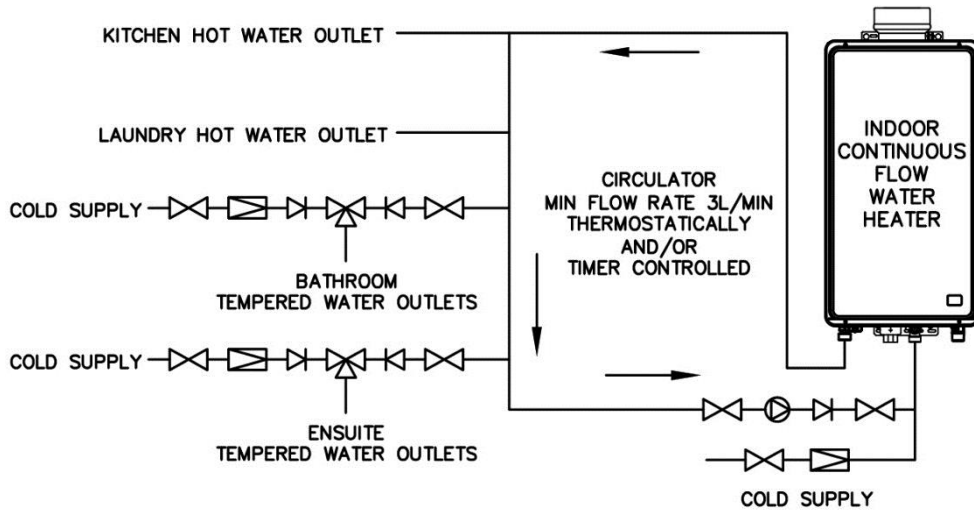 KITCHEN HOT WATER OUTLET
LAUNDRY HOT WATER OUTLET
COLD SUPPLY
BATHROOM
TEMPERED WATER OUTLETS
COLD SUPPLY
ENSUITE
TEMPERED WATER OUTLETS
CIRCULATOR
MIN FLOW RATE 3L/MIN
THERMOSTATICALLY
AND/OR
TIMER CONTROLLED
INDOOR
CONTINUOUS
FLOW
WATER
HEATER
COLD SUPPLY